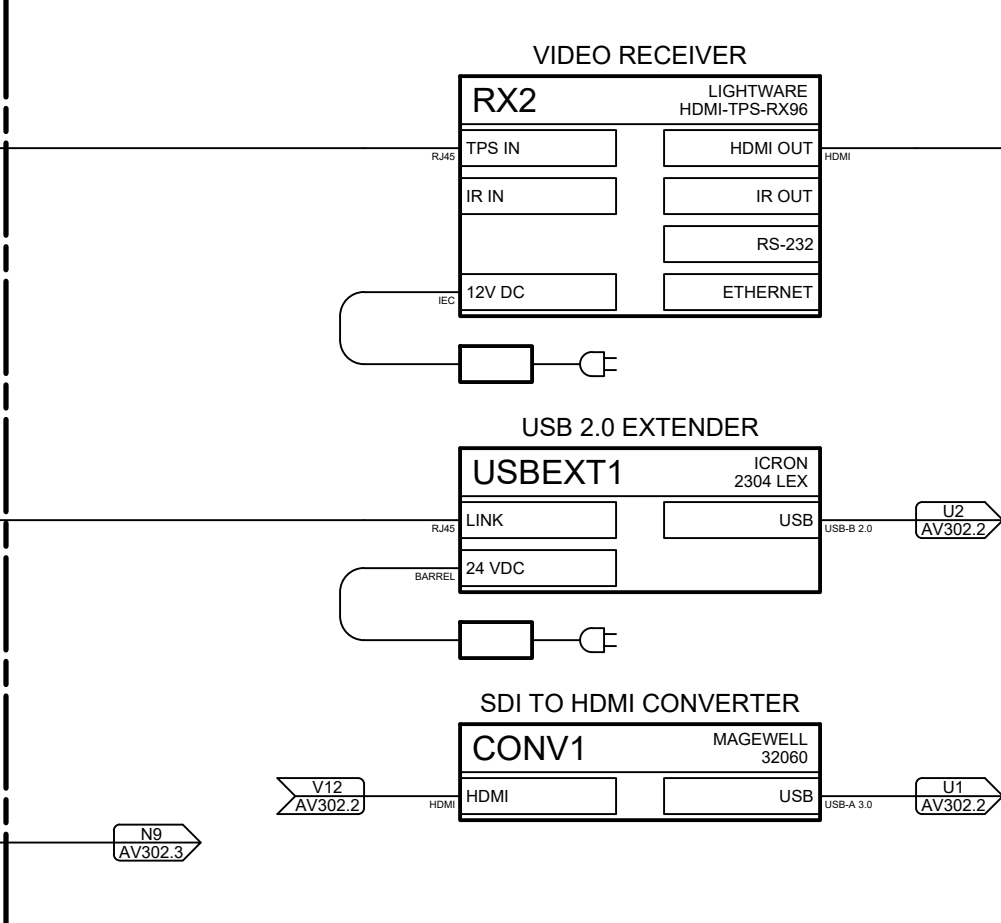 VIDEO RECEIVER
RX2
LIGHTWARE
HDMI-TPS-RX96
RJ45
TPS IN
HDMI OUT
HDMI
IR IN
IR OUT
RS-232
IEC
12V DC
ETHERNET
USB 2.0 EXTENDER
USBEXT1
ICRON
2304 LEX
RJ45
LINK
USB
USB-B 2.0
U2
AV302.2
BARREL
24 VDC
SDI TO HDMI CONVERTER
CONV1
MAGEWELL
32060
V12
AV302.2
HDMI
HDMI
USB
USB-A 3.0
U1
AV302.2
N9
AV302.3